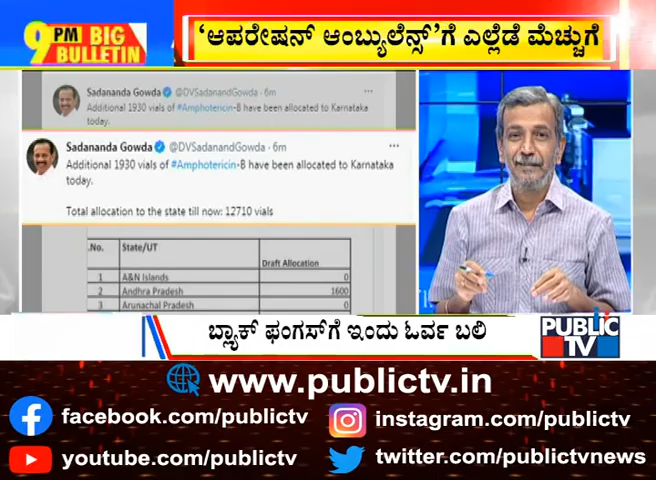 9 PM BIG BULLETIN
'ಆಪರೇಷನ್ ಆಂಬ್ಯುಲೆನ್ಸ್'ಗೆ ಎಲ್ಲೆಡೆ ಮೆಚ್ಚುಗೆ
Sadananda Gowda @DVSadanandGowda · 6m
Additional 1930 vials of #Amphotericin-B have been allocated to Karnataka
today.
Sadananda Gowda @DVSadanandGowda · 6m
Additional 1930 vials of #Amphotericin-B have been allocated to Karnataka
today.
Total allocation to the state till now: 12710 vials
.No. State/UT Draft Allocation
1 A&N Islands 0
2 Andhra Pradesh 1600
3 Arunachal Pradesh 0
ಬ್ಲ್ಯಾಕ್ ಫಂಗಸ್‌ಗೆ ಇಂದು ಓರ್ವ ಬಲಿ
PUBLIC TV
www.publictv.in
facebook.com/publictv
instagram.com/publictv
youtube.com/publictv
twitter.com/publictvnews